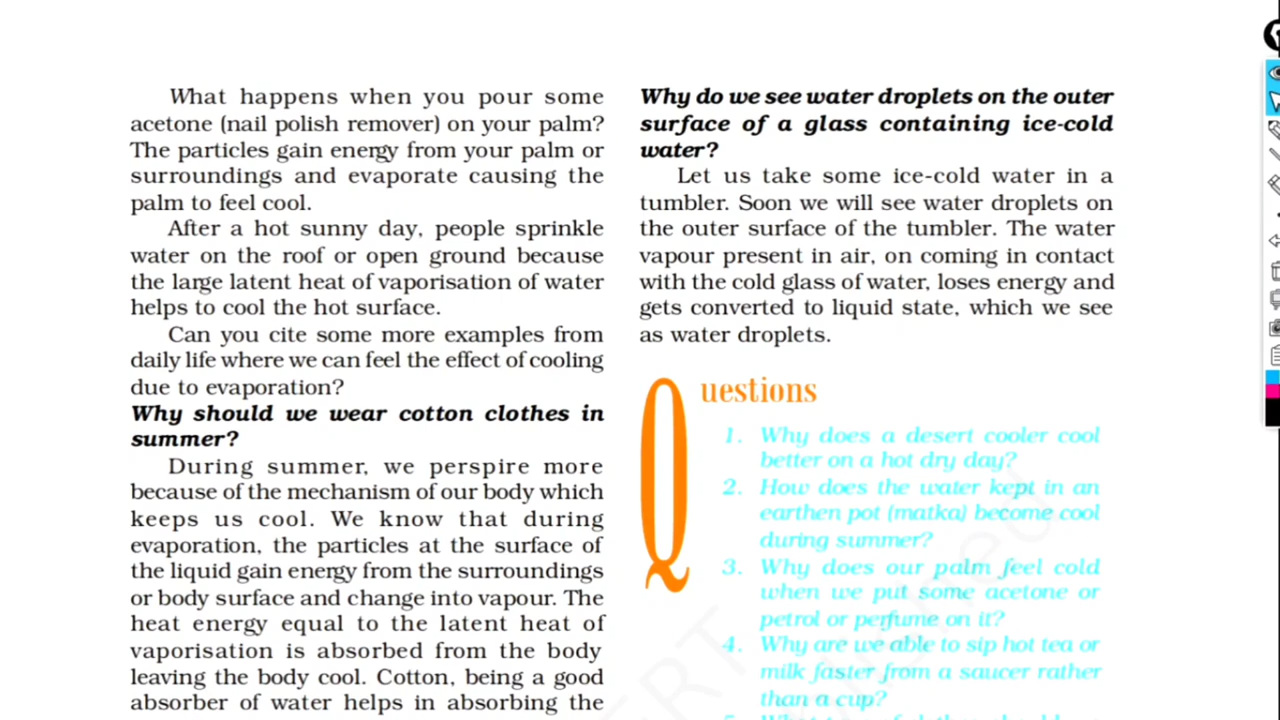 What happens when you pour some
acetone (nail polish remover) on your palm?
The particles gain energy from your palm or
surroundings and evaporate causing the
palm to feel cool.
After a hot sunny day, people sprinkle
water on the roof or open ground because
the large latent heat of vaporisation of water
helps to cool the hot surface.
Can you cite some more examples from
daily life where we can feel the effect of cooling
due to evaporation?
Why should we wear cotton clothes in
summer?
During summer, we perspire more
because of the mechanism of our body which
keeps us cool. We know that during
evaporation, the particles at the surface of
the liquid gain energy from the surroundings
or body surface and change into vapour. The
heat energy equal to the latent heat of
vaporisation is absorbed from the body
leaving the body cool. Cotton, being a good
absorber of water helps in absorbing the
Why do we see water droplets on the outer
surface of a glass containing ice-cold
water?
Let us take some ice-cold water in a
tumbler. Soon we will see water droplets on
the outer surface of the tumbler. The water
vapour present in air, on coming in contact
with the cold glass of water, loses energy and
gets converted to liquid state, which we see
as water droplets.
Questions
1. Why does a desert cooler cool
better on a hot dry day?
2. How does the water kept in an
earthen pot (matka) become cool
during summer?
3. Why does our palm feel cold
when we put some acetone or
petrol or perfume on it?
4. Why are we able to sip hot tea or
milk faster from a saucer rather
than a cup?